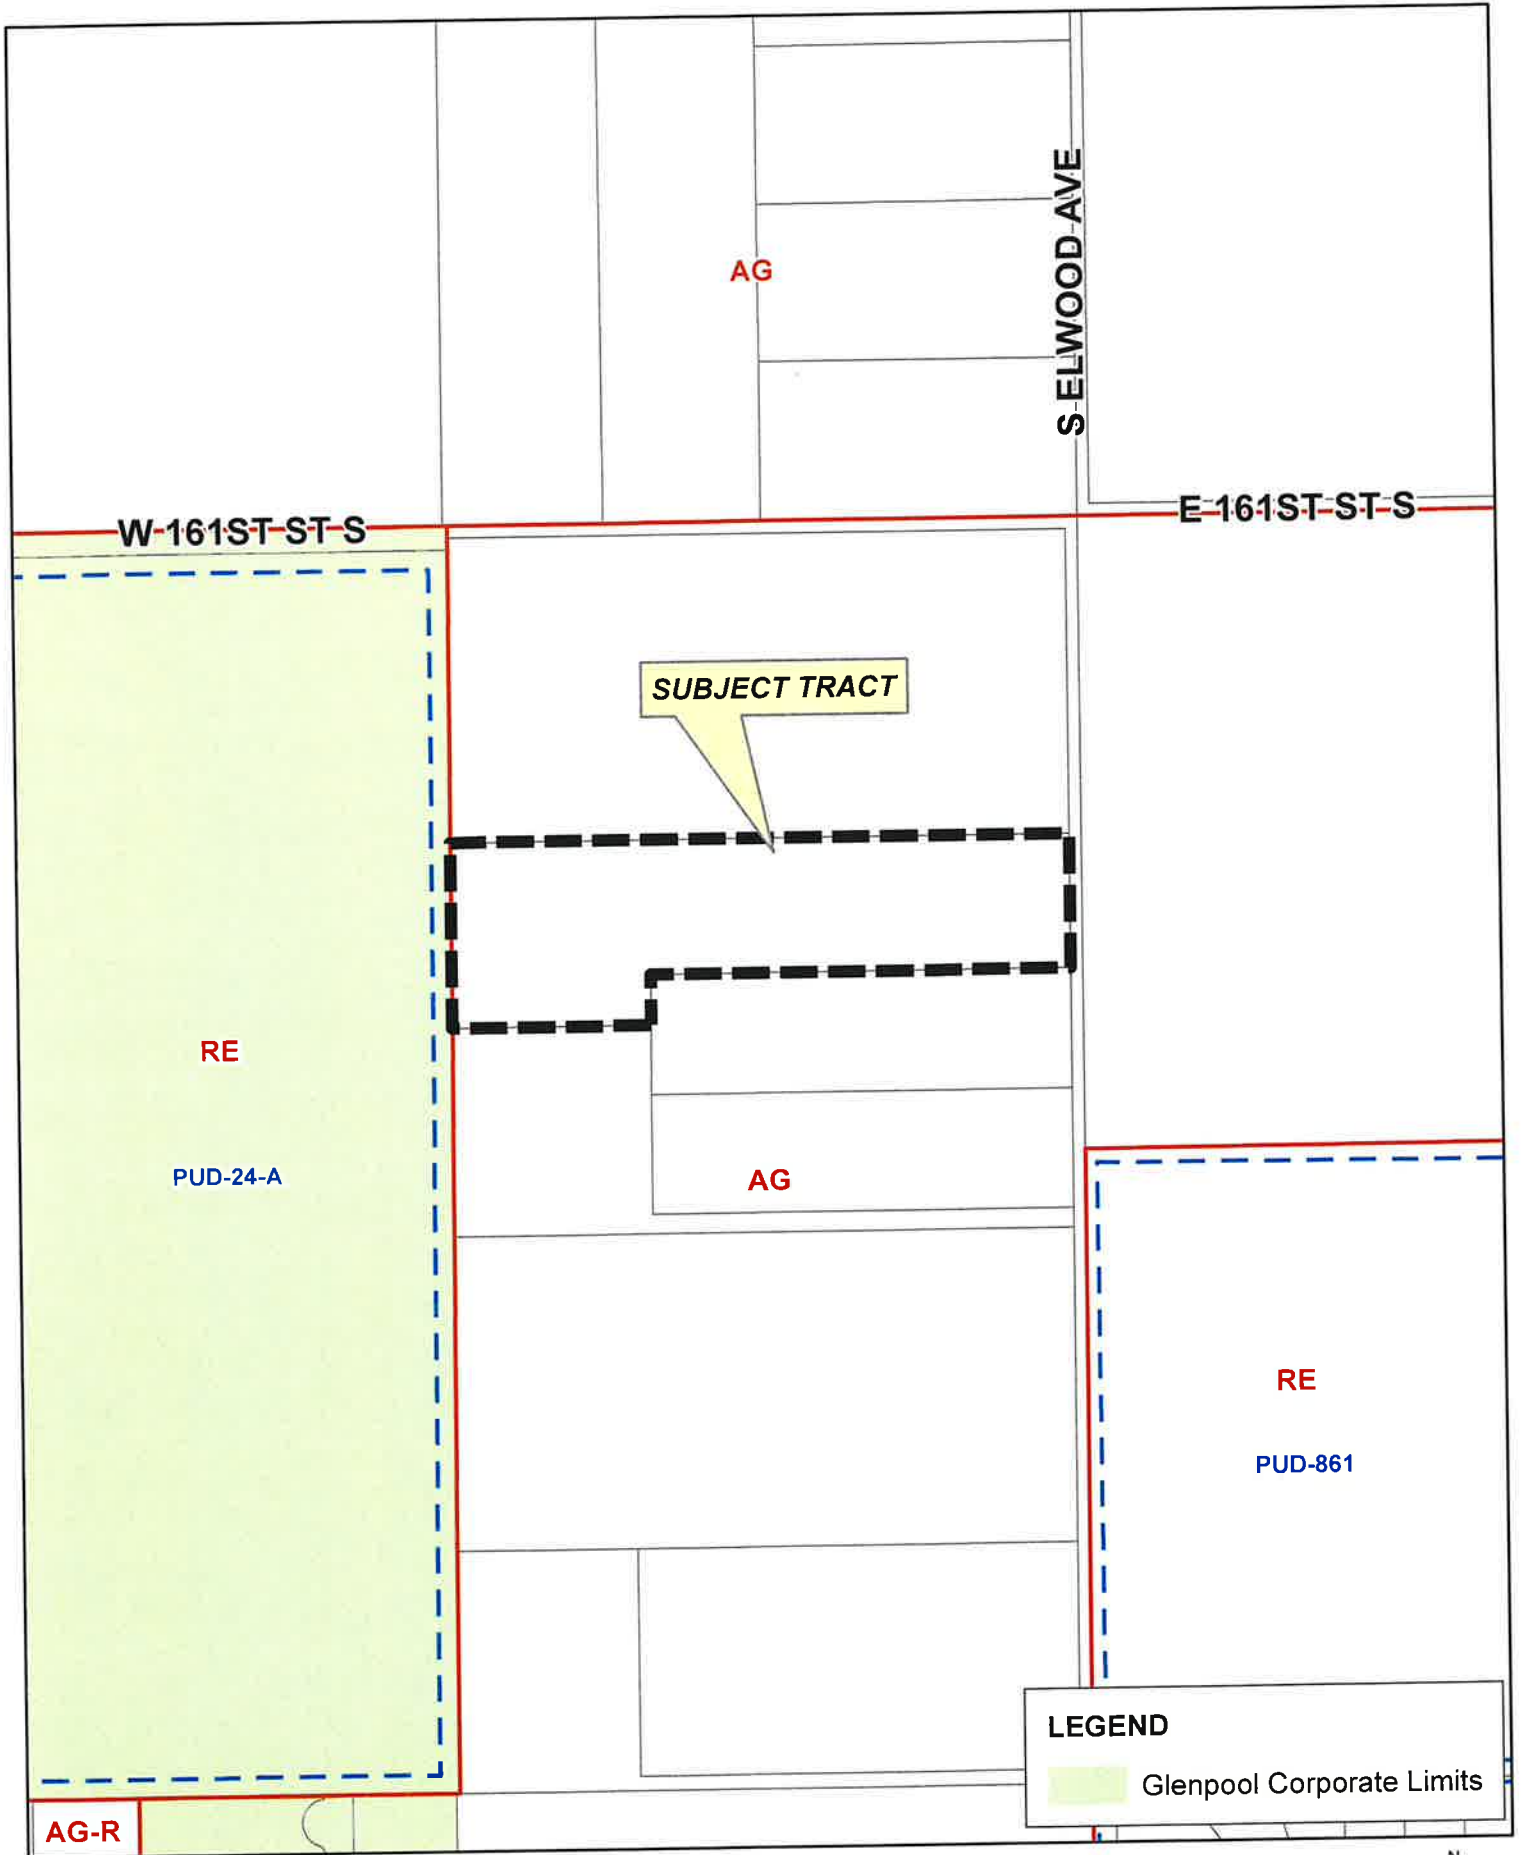 S ELWOOD AVE
AG
W 161ST ST S
E 161ST ST S
SUBJECT TRACT
RE
PUD-24-A
AG
RE
PUD-861
LEGEND
Glenpool Corporate Limits
AG-R